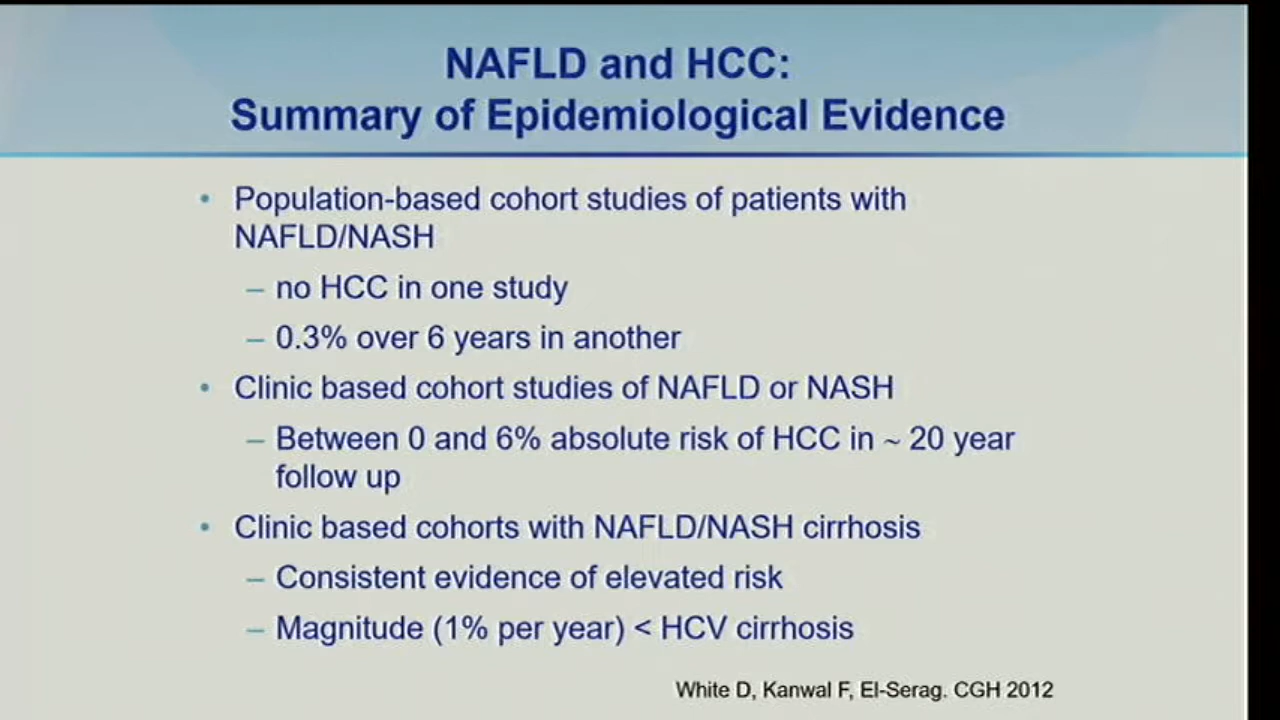 NAFLD and HCC:
Summary of Epidemiological Evidence
• Population-based cohort studies of patients with
NAFLD/NASH
– no HCC in one study
– 0.3% over 6 years in another
• Clinic based cohort studies of NAFLD or NASH
– Between 0 and 6% absolute risk of HCC in ~ 20 year
follow up
• Clinic based cohorts with NAFLD/NASH cirrhosis
– Consistent evidence of elevated risk
– Magnitude (1% per year) < HCV cirrhosis
White D, Kanwal F, El-Serag. CGH 2012